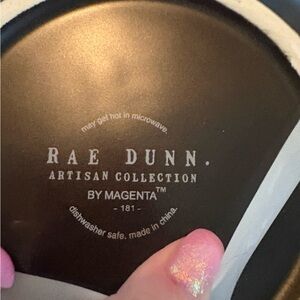 may get hot in microwave.
RAE DUNN.
ARTISAN COLLECTION
BY MAGENTA™
- 181 -
dishwasher safe. made in china.